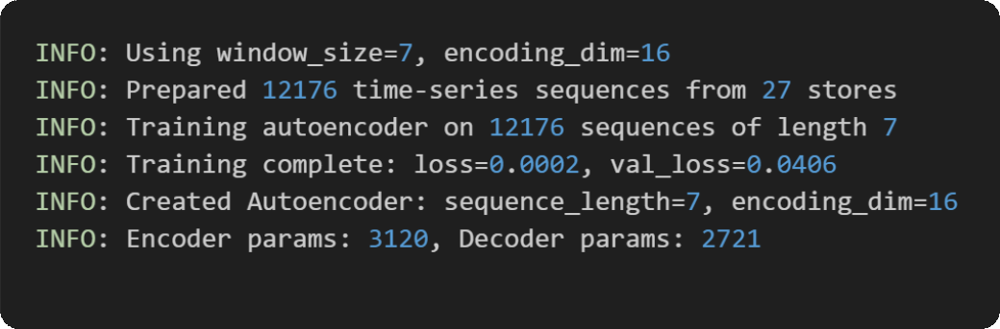 INFO: Using window_size=7, encoding_dim=16
INFO: Prepared 12176 time-series sequences from 27 stores
INFO: Training autoencoder on 12176 sequences of length 7
INFO: Training complete: loss=0.0002, val_loss=0.0406
INFO: Created Autoencoder: sequence_length=7, encoding_dim=16
INFO: Encoder params: 3120, Decoder params: 2721